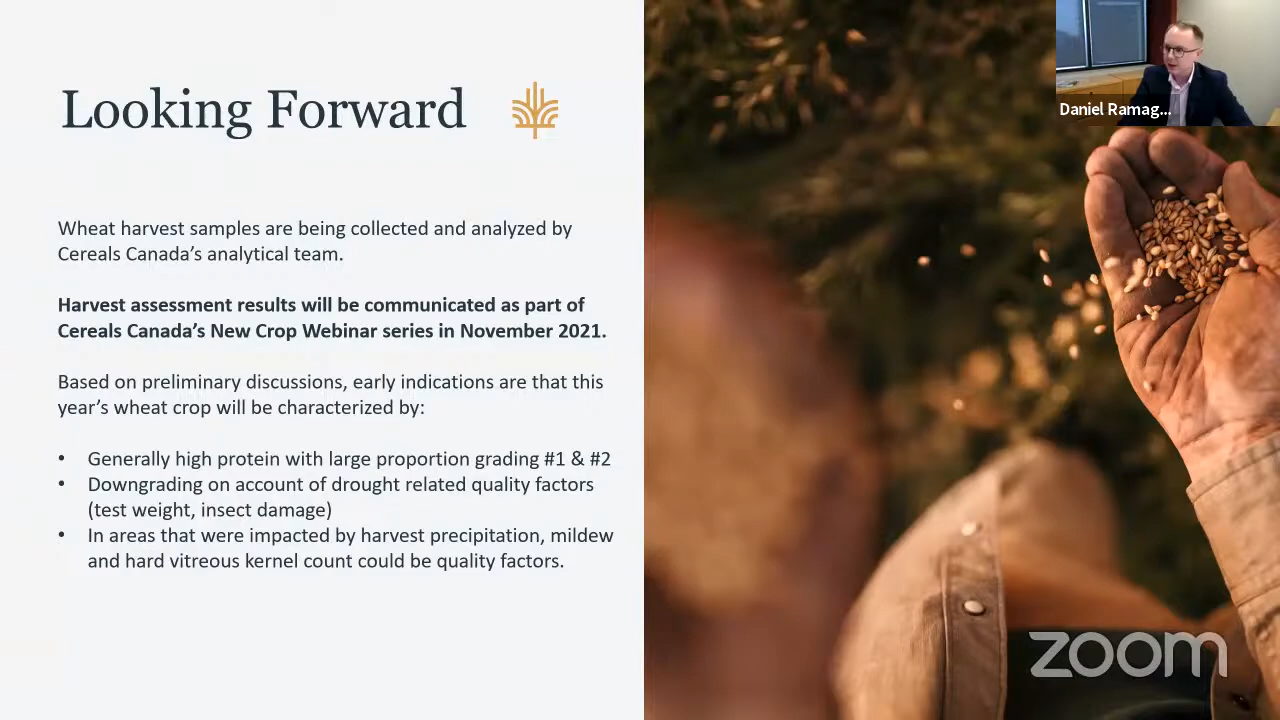 Looking Forward
Wheat harvest samples are being collected and analyzed by
Cereals Canada’s analytical team.
Harvest assessment results will be communicated as part of
Cereals Canada’s New Crop Webinar series in November 2021.
Based on preliminary discussions, early indications are that this
year’s wheat crop will be characterized by:
• Generally high protein with large proportion grading #1 & #2
• Downgrading on account of drought related quality factors
(test weight, insect damage)
• In areas that were impacted by harvest precipitation, mildew
and hard vitreous kernel count could be quality factors.
Daniel Ramag...
zoom